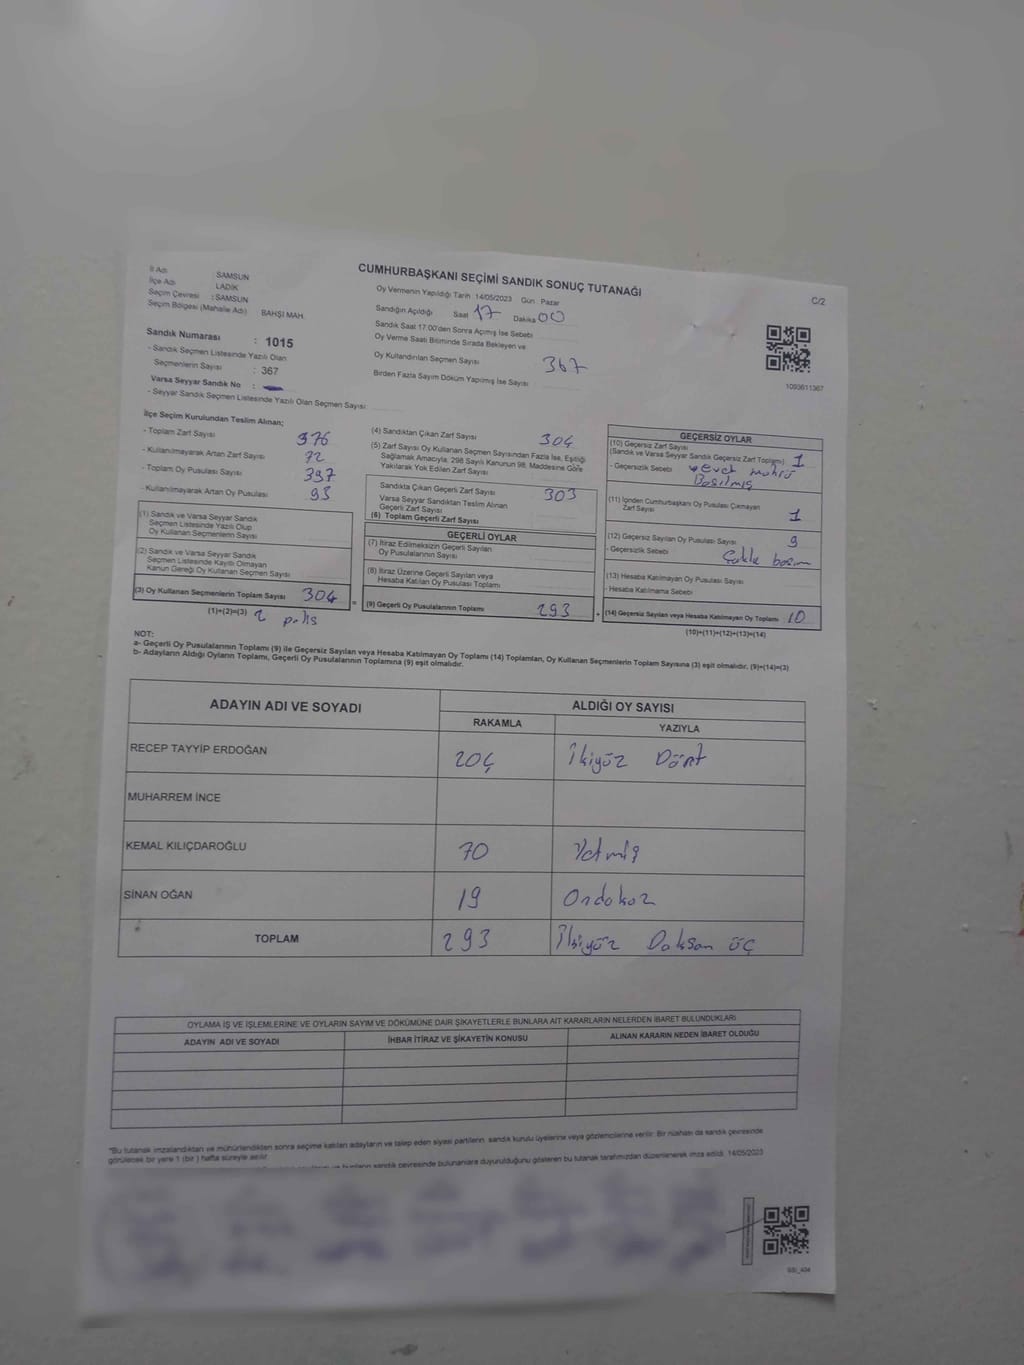 CUMHURBAŞKANI SEÇİMİ SANDIK SONUÇ TUTANAĞI
C/2
İl Adı : SAMSUN
İlçe Adı : LADİK
Seçim Çevresi : SAMSUN
Seçim Bölgesi (Mahalle Adı) BAHŞİ MAH.
Sandık Numarası : 1015
- Sandık Seçmen Listesinde Yazılı Olan
Seçmenlerin Sayısı : 367
Varsa Seyyar Sandık No :
- Seyyar Sandık Seçmen Listesinde Yazılı Olan Seçmen Sayısı:
Oy Vermenin Yapıldığı Tarih : 14/05/2023 Gün Pazar
Sandığın Açıldığı Saat 17 Dakika 00
Sandık Saat 17:00'den Sonra Açmış İse Sebebi
Oy Verme Saati Bitiminde Sırada Bekleyen ve
Oy Kullandırılan Seçmen Sayısı 367
Birden Fazla Sayım Döküm Yapılmış İse Sayısı
1093611367
İlçe Seçim Kurulundan Teslim Alınan;
- Toplam Zarf Sayısı 376
- Kullanılmayarak Artan Zarf Sayısı 72
- Toplam Oy Pusulası Sayısı 397
- Kullanılmayarak Artan Oy Pusulası 93
(1) Sandık ve Varsa Seyyar Sandık
Seçmen Listesinde Yazılı Olup
Oy Kullanan Seçmenlerin Sayısı
(2) Sandık ve Varsa Seyyar Sandık
Seçmen Listesinde Kayıtlı Olmayan
Kanun Gereği Oy Kullanan Seçmen Sayısı
(3) Oy Kullanan Seçmenlerin Toplam Sayısı 304
(1)+(2)=(3) 2 polis
(4) Sandıktan Çıkan Zarf Sayısı 304
(5) Zarf Sayısı Oy Kullanan Seçmen Sayısından Fazla İse, Eşitliği
Sağlamak Amacıyla, 298 Sayılı Kanunun 98. Maddesine Göre
Yakılarak Yok Edilen Zarf Sayısı
Sandıkta Çıkan Geçerli Zarf Sayısı 303
Varsa Seyyar Sandıktan Teslim Alınan
Geçerli Zarf Sayısı
(6) Toplam Geçerli Zarf Sayısı
GEÇERLİ OYLAR
(7) İtiraz Edilmeksizin Geçerli Sayılan
Oy Pusulalarının Sayısı
(8) İtiraz Üzerine Geçerli Sayılan veya
Hesaba Katılan Oy Pusulası Toplamı
= (9) Geçerli Oy Pusulalarının Toplamı 293
GEÇERSİZ OYLAR
(10) Geçersiz Zarf Sayısı
(Sandık ve Varsa Seyyar Sandık Geçersiz Zarf Toplamı) 1
- Geçersizlik Sebebi evet mührü
Basılmış
(11) İçinden Cumhurbaşkanı Oy Pusulası Çıkmayan
Zarf Sayısı 1
(12) Geçersiz Sayılan Oy Pusulası Sayısı 9
- Geçersizlik Sebebi basım
(13) Hesaba Katılmayan Oy Pusulası Sayısı
- Hesaba Katılmama Sebebi
+ (14) Geçersiz Sayılan veya Hesaba Katılmayan Oy Toplamı 10
(10)+(11)+(12)+(13)=(14)
NOT:
a- Geçerli Oy Pusulalarının Toplamı (9) ile Geçersiz Sayılan veya Hesaba Katılmayan Oy Toplamı (14) Toplamları, Oy Kullanan Seçmenlerin Toplam Sayısına (3) eşit olmalıdır. (9)+(14)=(3)
b- Adayların Aldığı Oyların Toplamı, Geçerli Oy Pusulalarının Toplamına (9) eşit olmalıdır.
ADAYIN ADI VE SOYADI ALDIĞI OY SAYISI
RAKAMLA YAZIYLA
RECEP TAYYİP ERDOĞAN 204 İkiyüz Dört
MUHARREM İNCE
KEMAL KILIÇDAROĞLU 70 Yetmiş
SİNAN OĞAN 19 Ondokuz
TOPLAM 293 İkiyüz Doksan üç
OYLAMA İŞ VE İŞLEMLERİNE VE OYLARIN SAYIM VE DÖKÜMÜNE DAİR ŞİKAYETLERLE BUNLARA AİT KARARLARIN NELERDEN İBARET BULUNDUKLARI
ADAYIN ADI VE SOYADI İHBAR İTİRAZ VE ŞİKAYETİN KONUSU ALINAN KARARIN NEDEN İBARET OLDUĞU
*Bu tutanak imzalandıktan ve mühürlendikten sonra seçime katılan adayların ve talep eden siyasi partilerin sandık kurulu üyelerine veya gözlemcilerine verilir. Bir nüshası da sandık çevresinde
görülecek bir yere 1 (bir) hafta süreyle asılır.
sandık çevresinde bulunanlara duyurulduğunu gösteren bu tutanak tarafımızdan düzenlenerek imza edildi. 14/05/2023